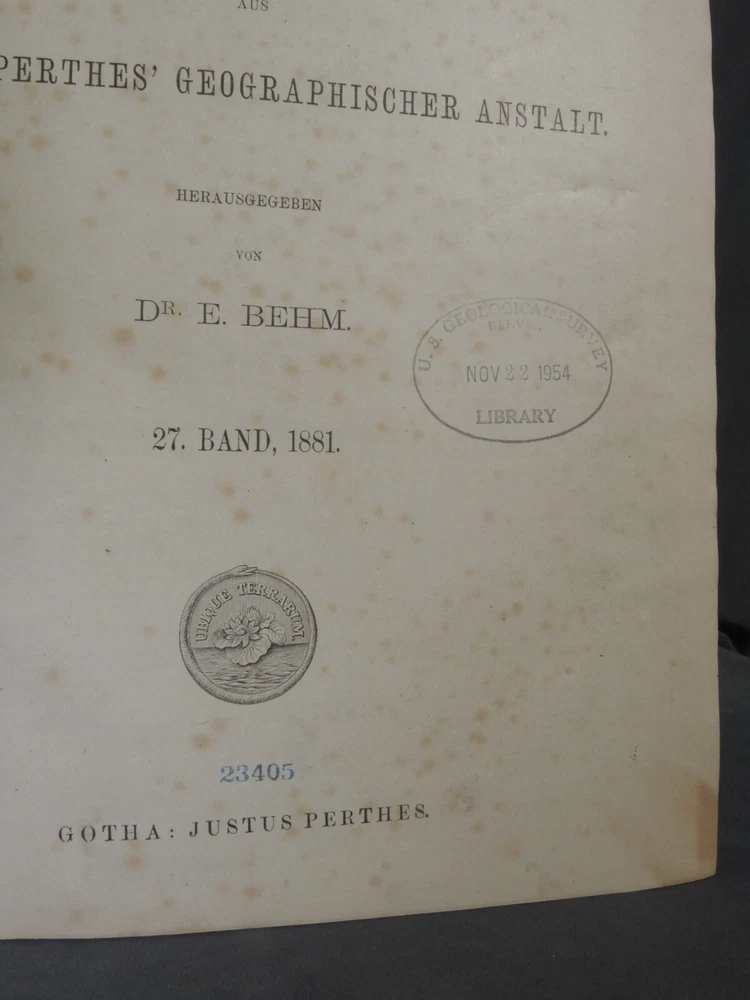 AUS
PERTHES' GEOGRAPHISCHER ANSTALT.
HERAUSGEGEBEN
VON
DR. E. BEHM.
U. S. GEOLOGICAL SURVEY
NOV 22 1954
LIBRARY
27. BAND, 1881.
UBIQUE TERRARUM.
23405
GOTHA: JUSTUS PERTHES.